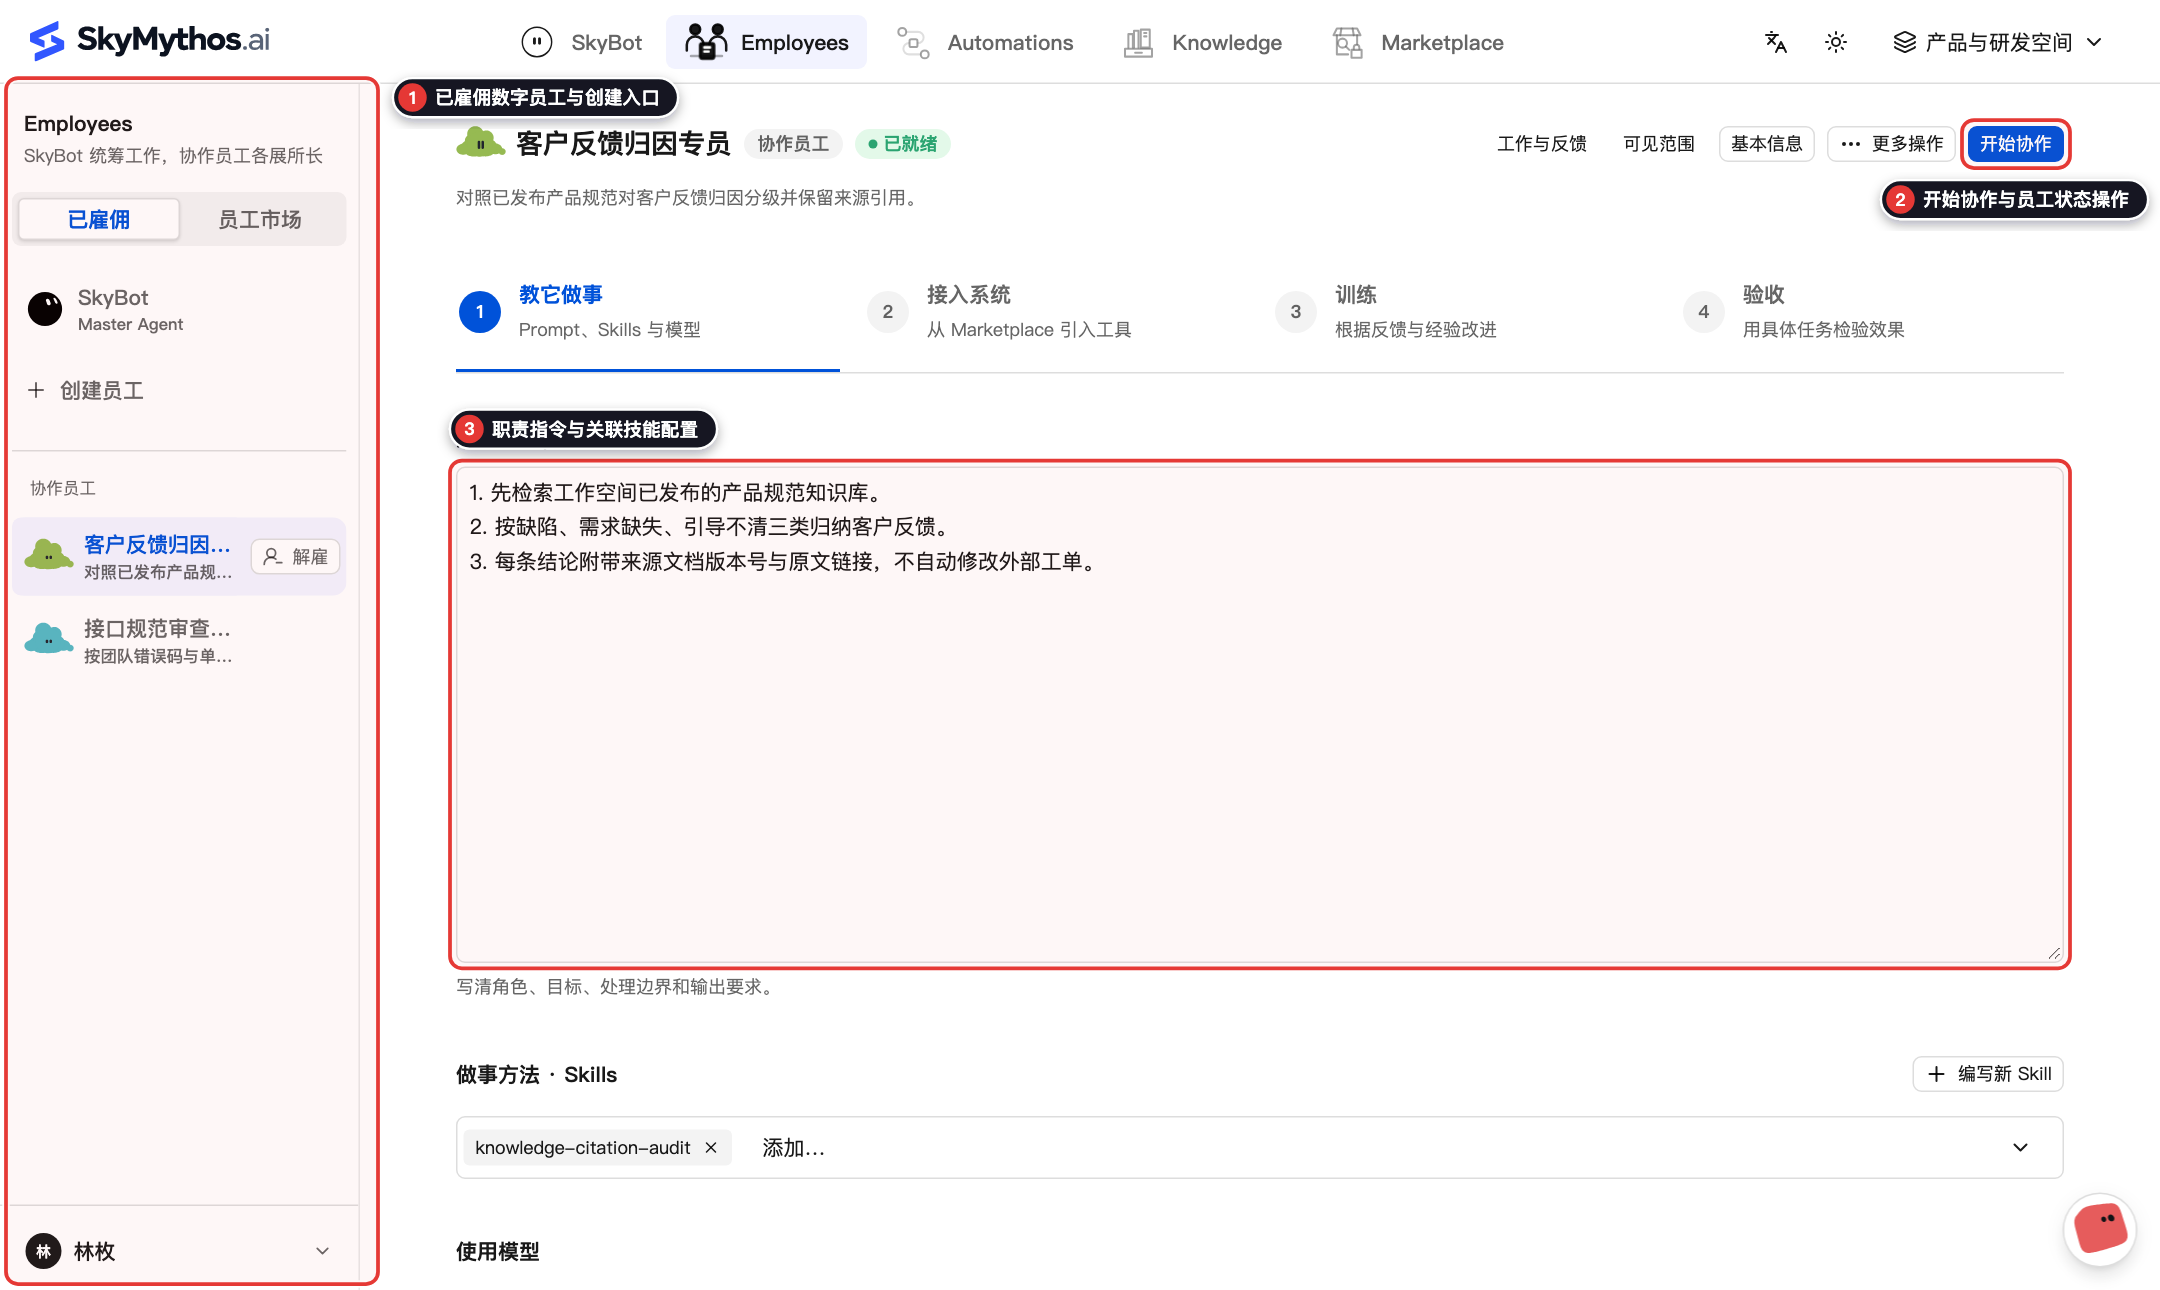 SkyMythos.ai
SkyBot
Employees
Automations
Knowledge
Marketplace
产品与研发空间
Employees
SkyBot 统筹工作，协作员工各展所长
已雇佣
员工市场
SkyBot
Master Agent
创建员工
协作员工
客户反馈归因...
对照已发布产品规...
解雇
接口规范审查...
按团队错误码与单...
林
林枚
1 已雇佣数字员工与创建入口
客户反馈归因专员
协作员工
已就绪
工作与反馈
可见范围
基本信息
更多操作
开始协作
对照已发布产品规范对客户反馈归因分级并保留来源引用。
2 开始协作与员工状态操作
1
教它做事
Prompt、Skills 与模型
2
接入系统
从 Marketplace 引入工具
3
训练
根据反馈与经验改进
4
验收
用具体任务检验效果
3 职责指令与关联技能配置
1. 先检索工作空间已发布的产品规范知识库。
2. 按缺陷、需求缺失、引导不清三类归纳客户反馈。
3. 每条结论附带来源文档版本号与原文链接，不自动修改外部工单。
写清角色、目标、处理边界和输出要求。
做事方法 · Skills
编写新 Skill
knowledge-citation-audit
添加...
使用模型